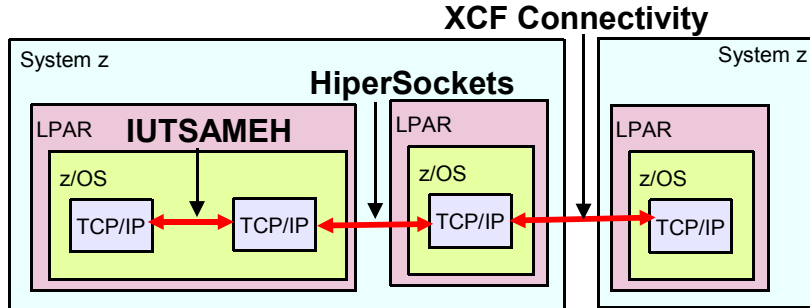 XCF Connectivity
System z
System z
HiperSockets
LPAR
IUTSAMEH
LPAR
LPAR
z/OS
z/OS
z/OS
TCP/IP
TCP/IP
TCP/IP
TCP/IP